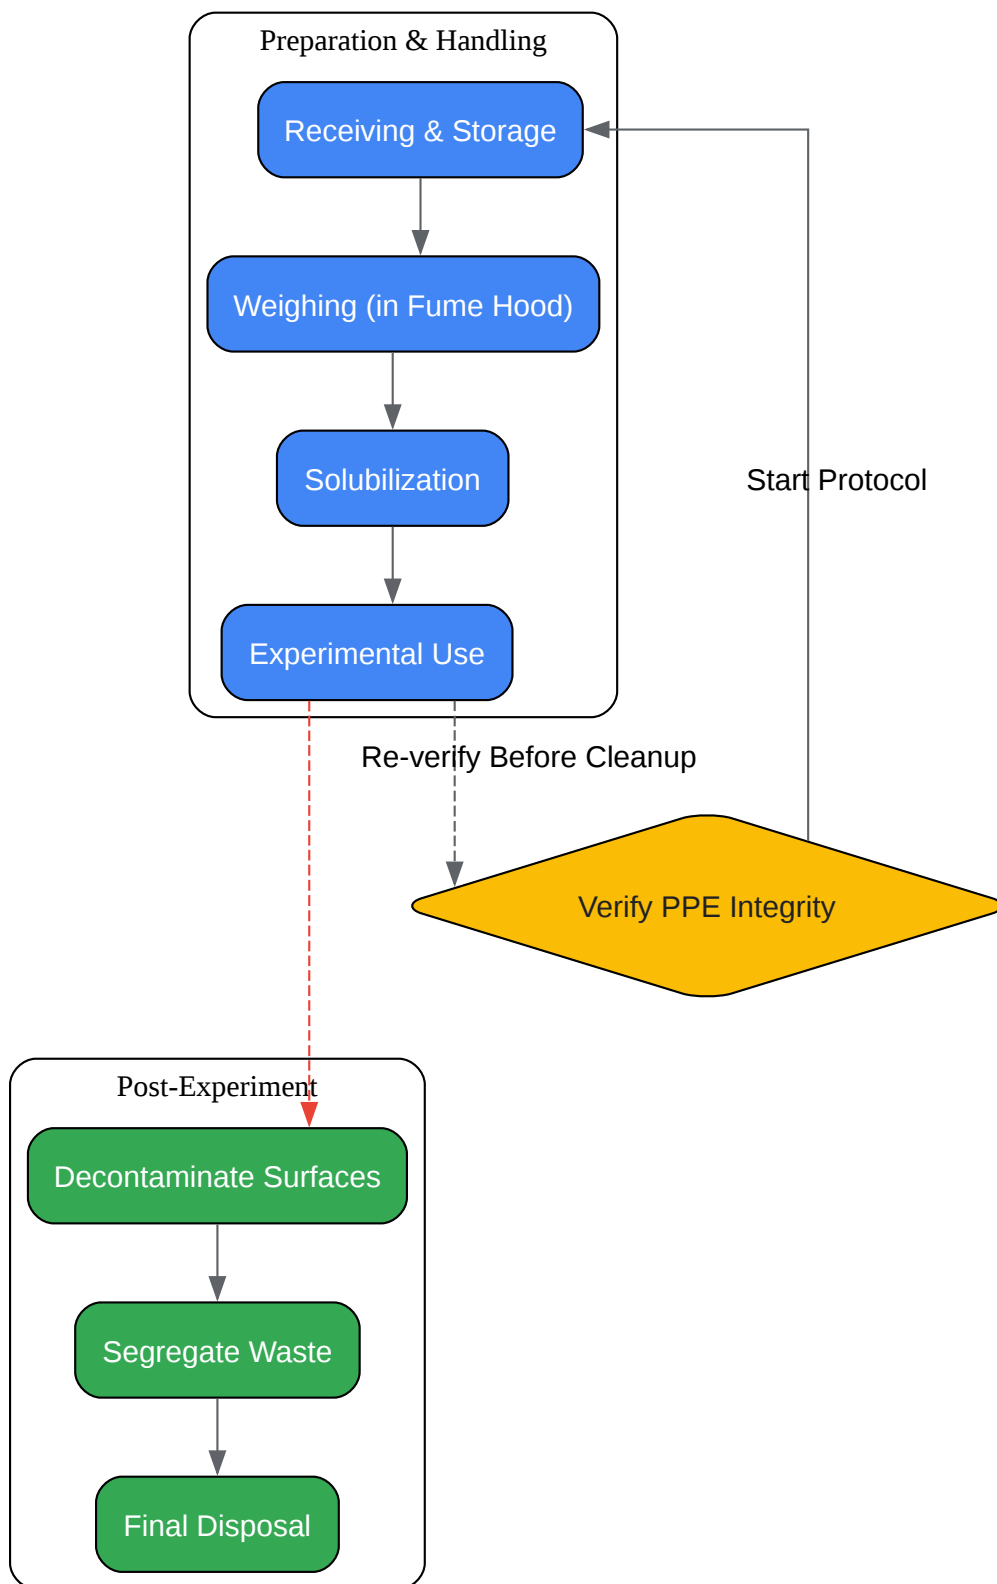 Preparation & Handling
Receiving & Storage
Weighing (in Fume Hood)
Solubilization
Start Protocol
Experimental Use
Re-verify Before Cleanup
Verify PPE Integrity
Post-Experiment
Decontaminate Surfaces
Segregate Waste
Final Disposal